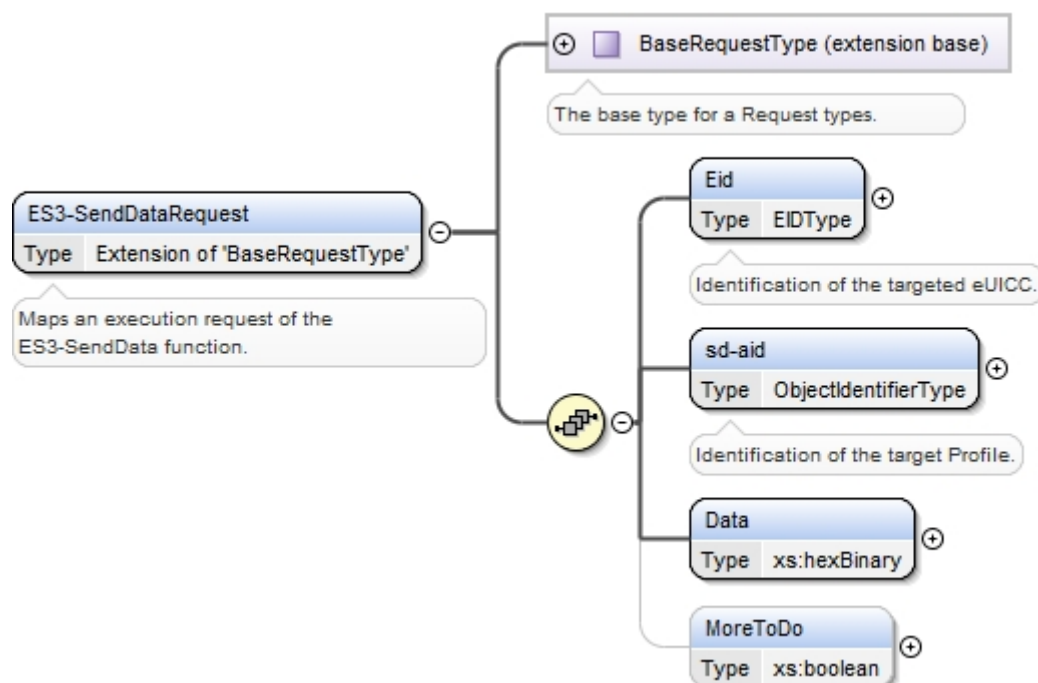 BaseRequestType (extension base)
The base type for a Request types.
ES3-SendDataRequest
Type Extension of 'BaseRequestType'
Maps an execution request of the
ES3-SendData function.
Eid
Type EIDType
Identification of the targeted eUICC.
sd-aid
Type ObjectIdentifierType
Identification of the target Profile.
Data
Type xs:hexBinary
MoreToDo
Type xs:boolean